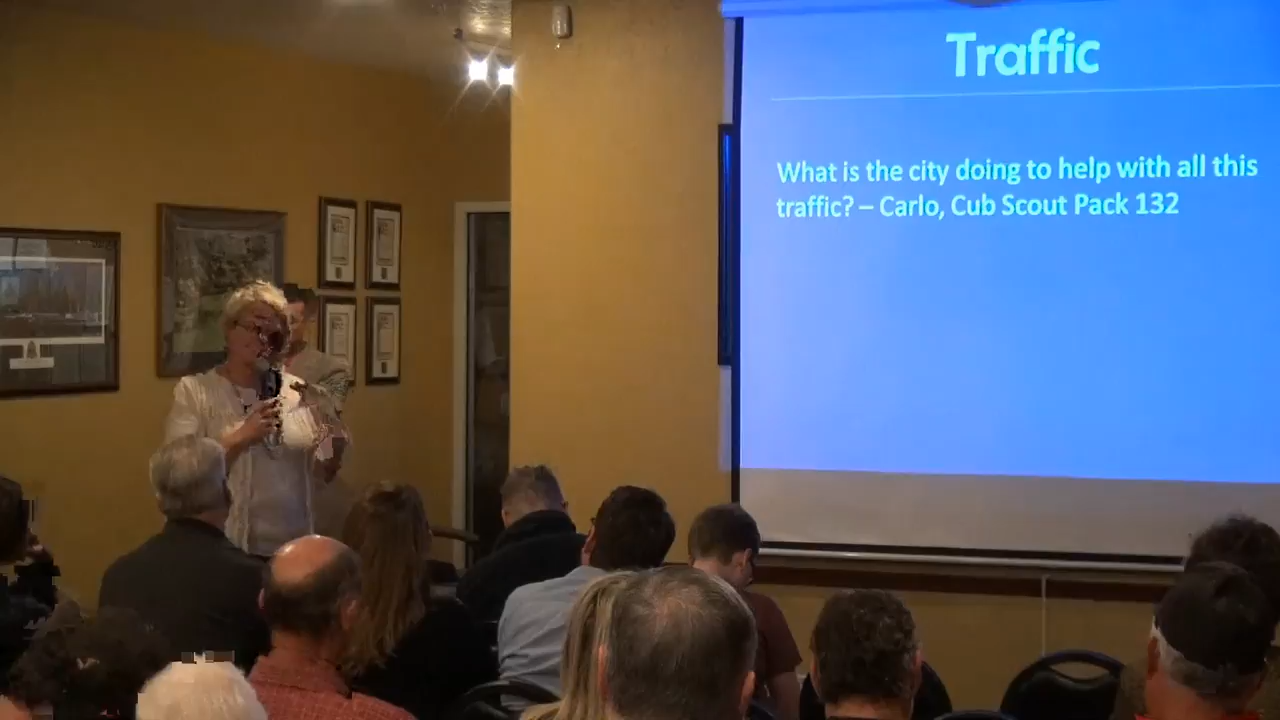 Traffic
What is the city doing to help with all this
traffic? – Carlo, Cub Scout Pack 132